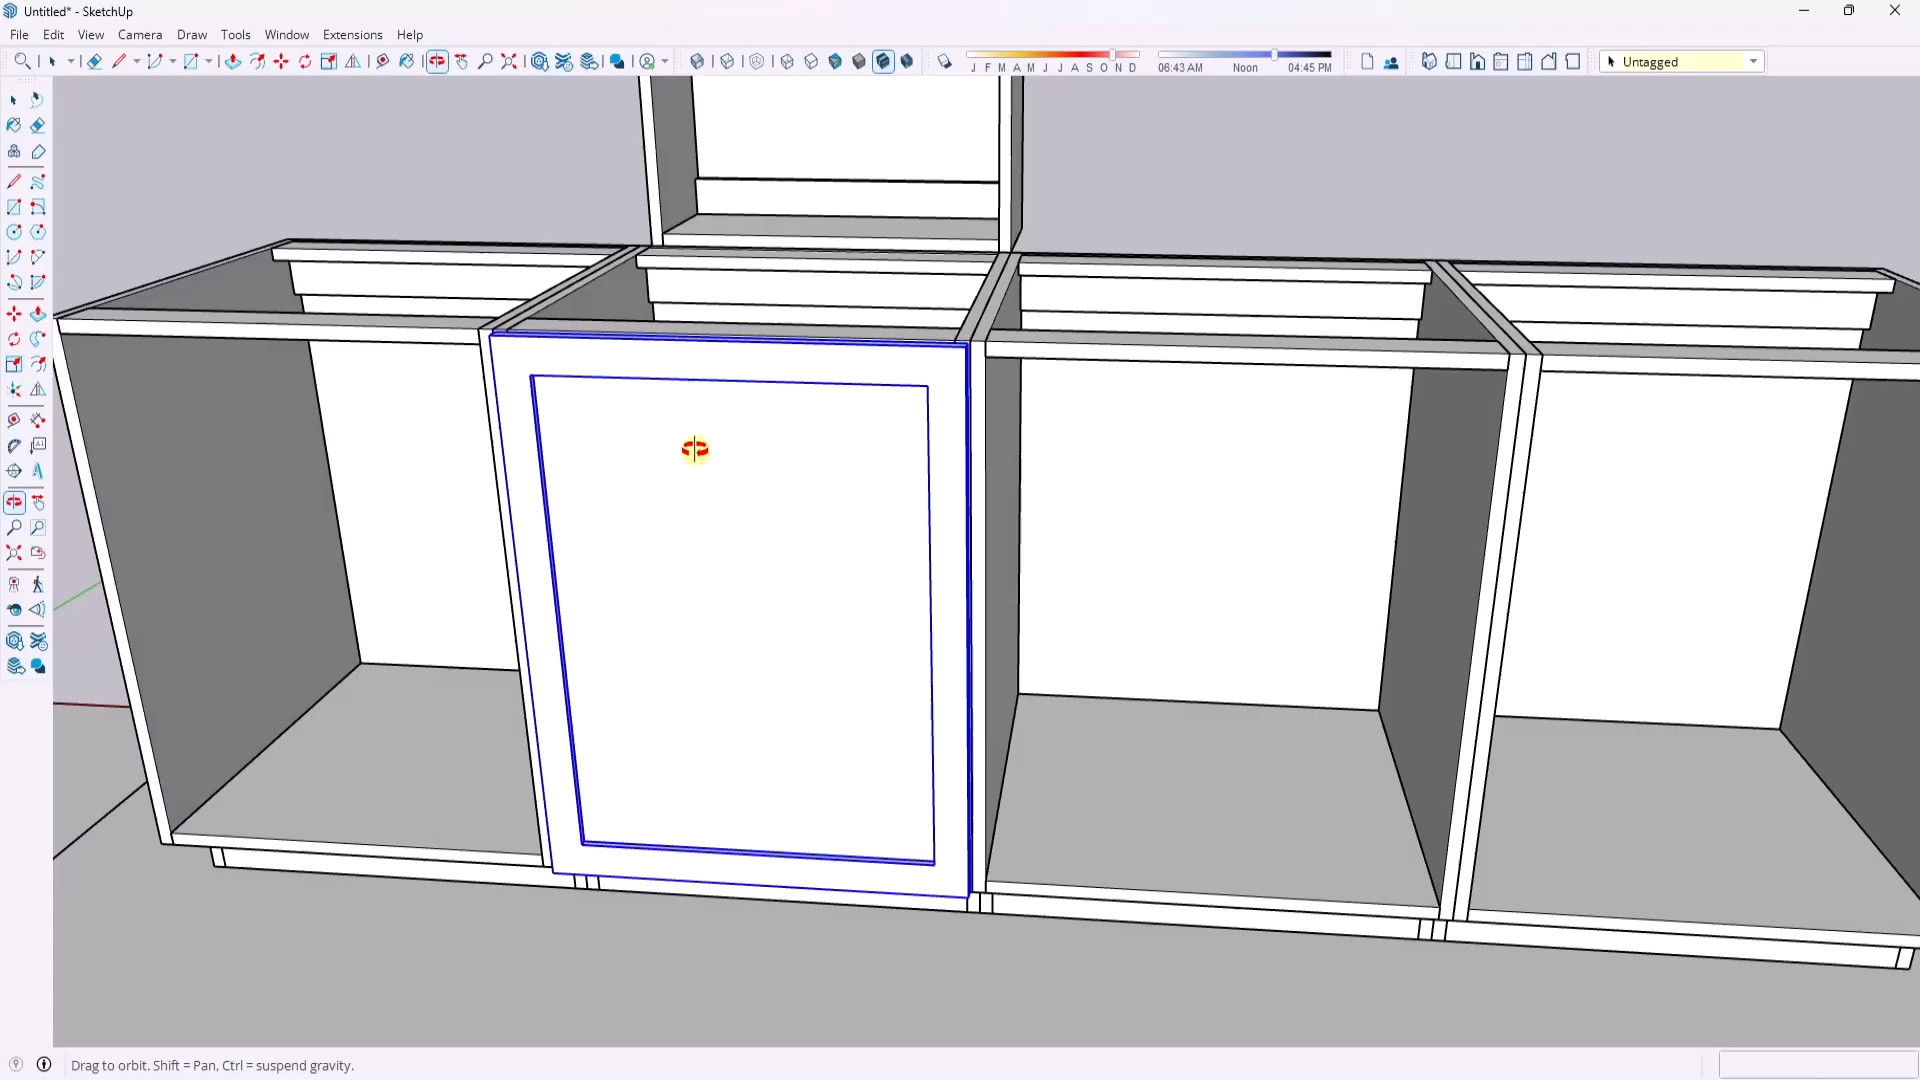 Untitled* - SketchUp
File Edit View Camera Draw Tools Window Extensions Help
J F M A M J J A S O N D
06:43 AM Noon 04:45 PM
Untagged
A1
Drag to orbit. Shift = Pan, Ctrl = suspend gravity.